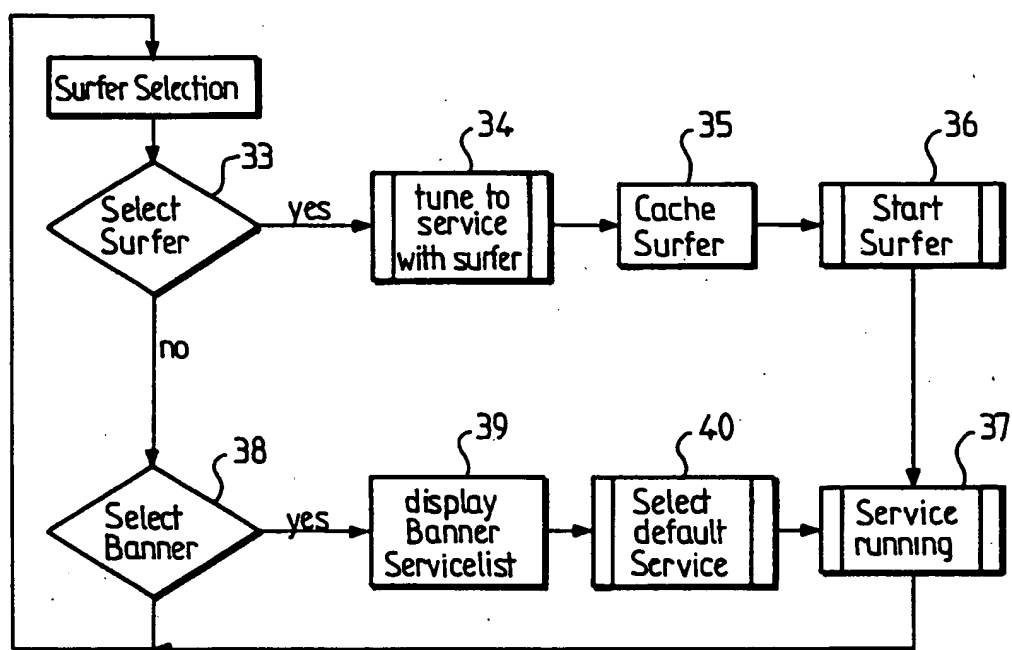 Surfer Selection
33
Select
Surfer
yes
34
tune to
service
with surfer
35
Cache
Surfer
36
Start
Surfer
no
38
Select
Banner
yes
39
display
Banner
Servicelist
40
Select
default
Service
37
Service
running